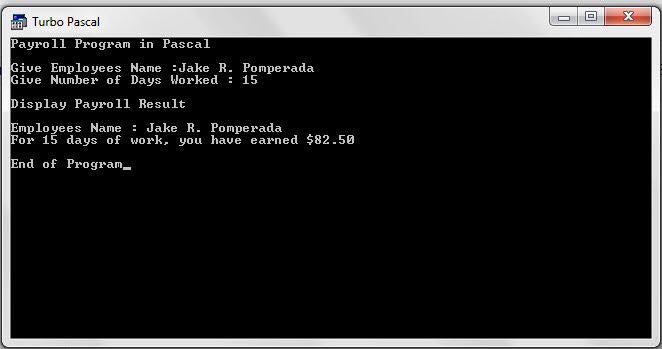 Turbo Pascal
Payroll Program in Pascal
Give Employees Name :Jake R. Pomperada
Give Number of Days Worked : 15
Display Payroll Result
Employees Name : Jake R. Pomperada
For 15 days of work, you have earned $82.50
End of Program_